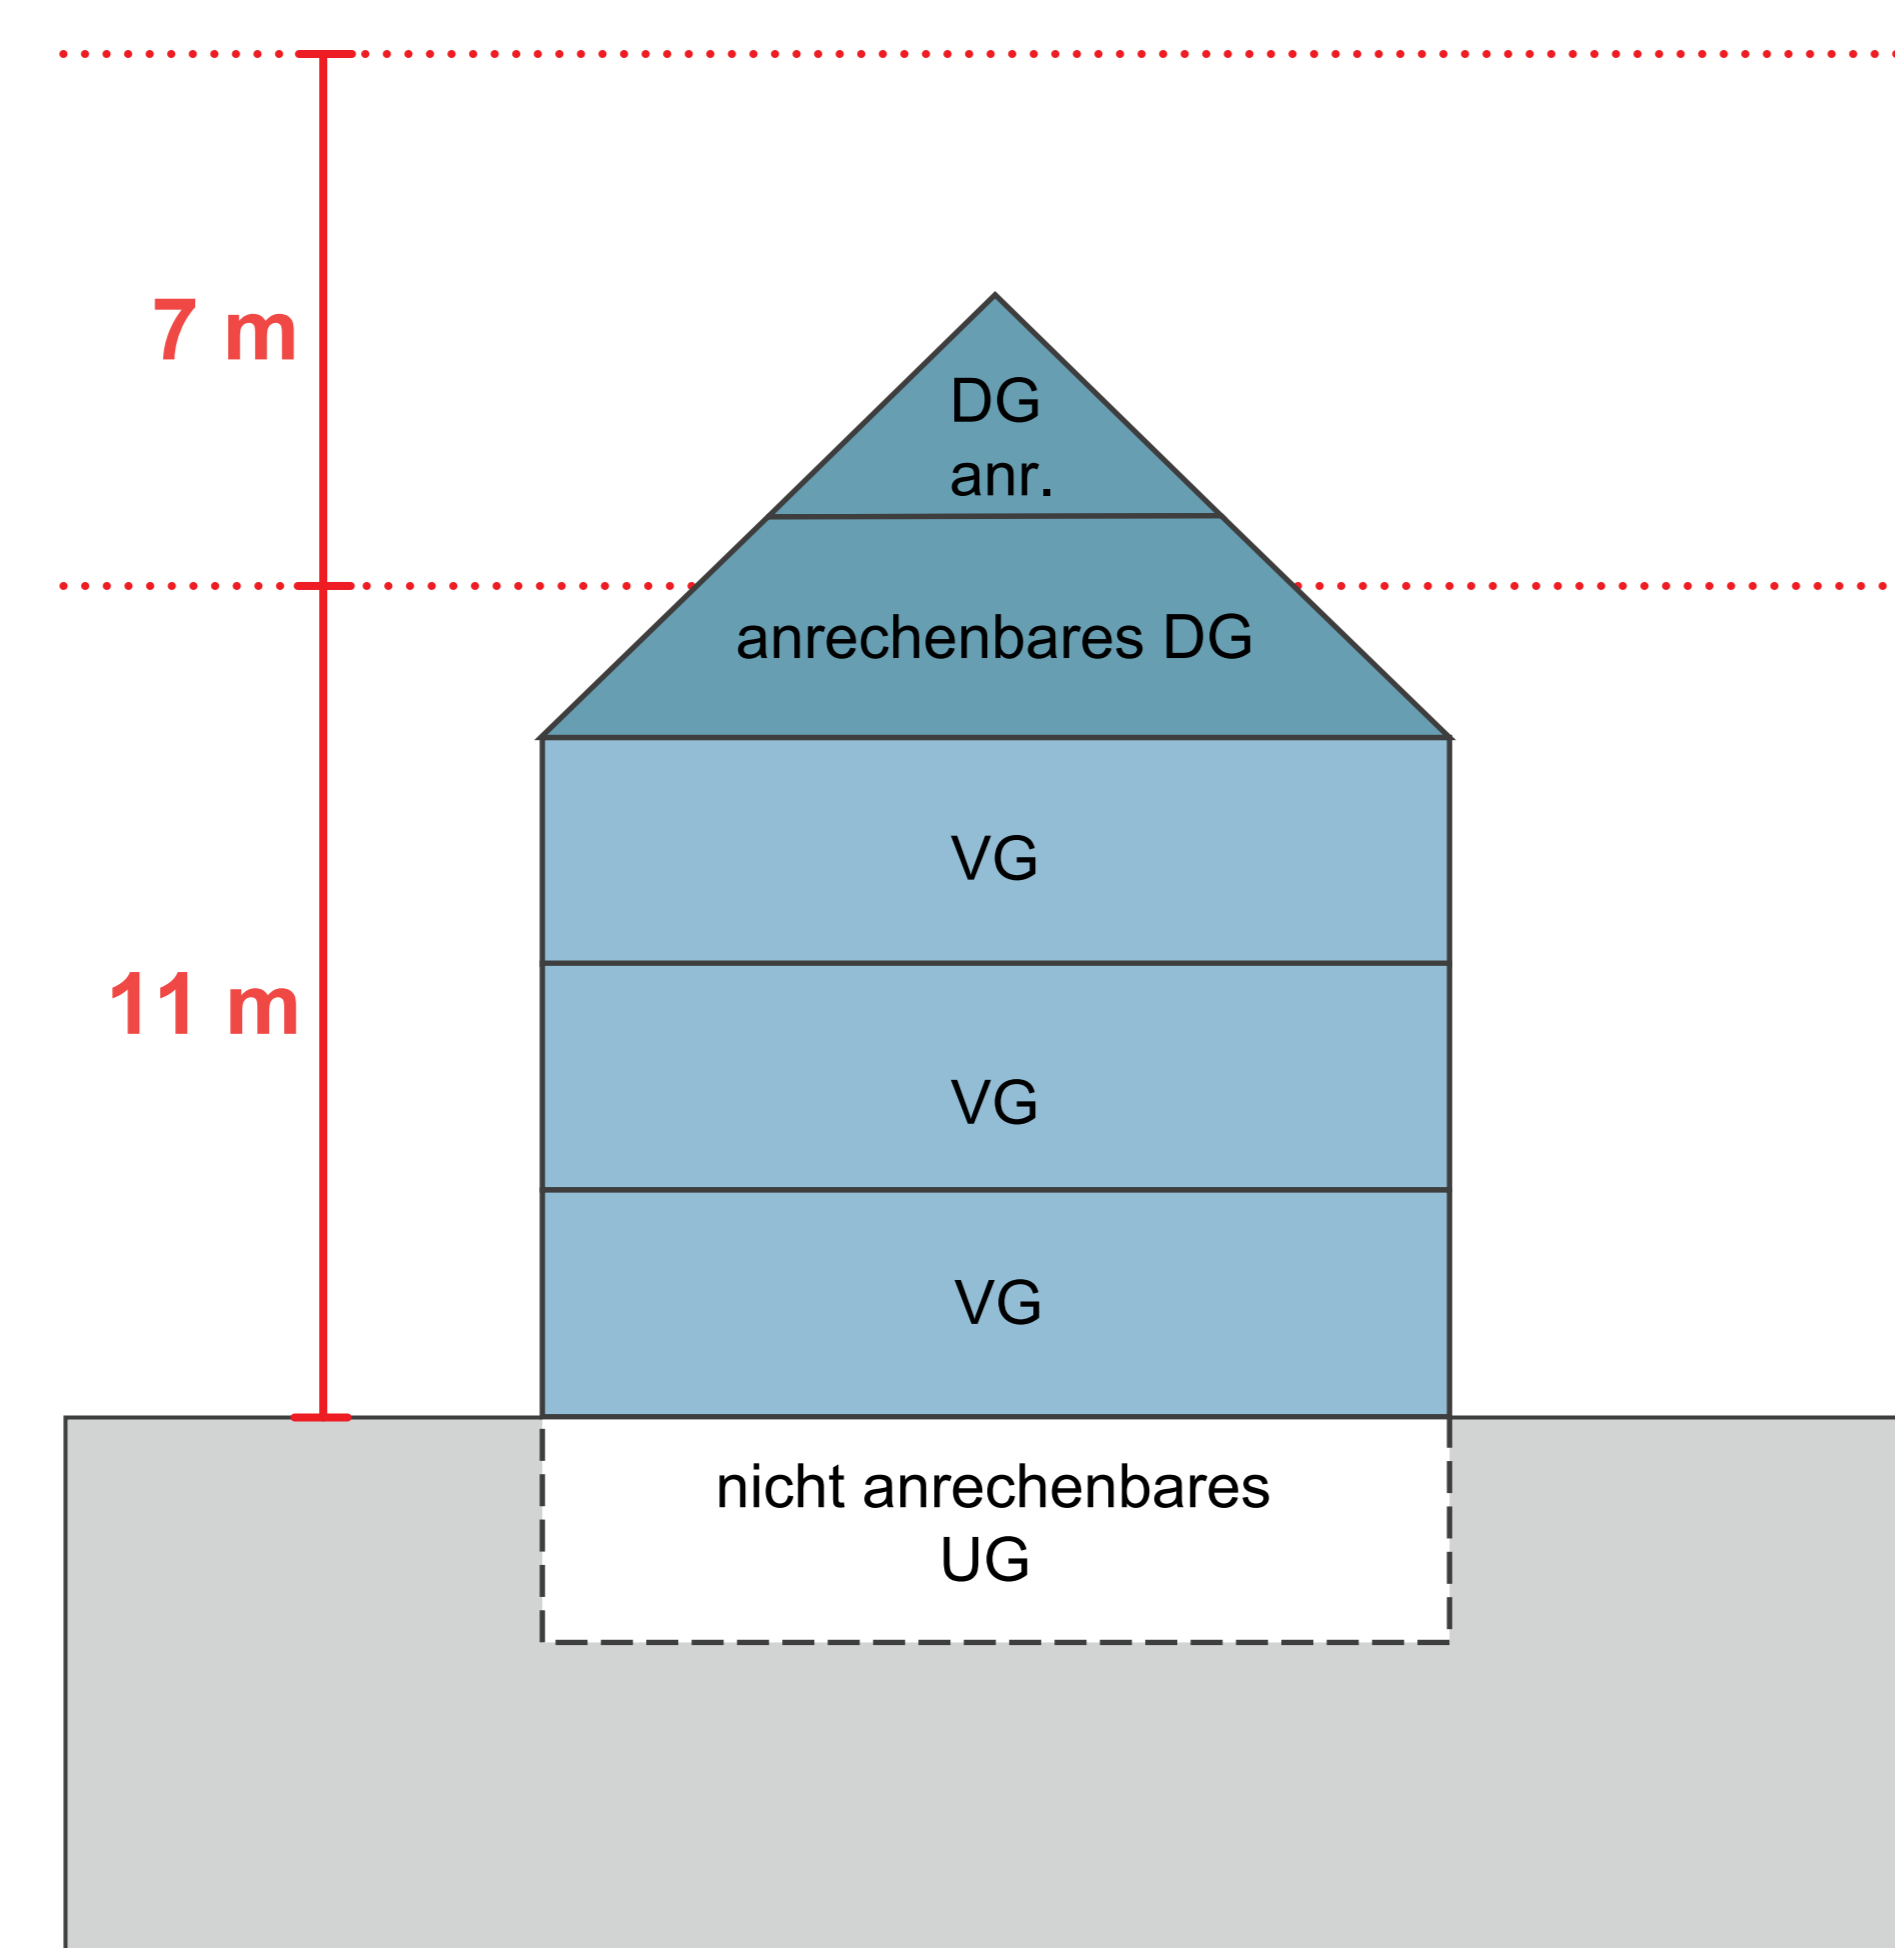 7 m
DG
anr.
anrechenbares DG
VG
11 m
VG
VG
nicht anrechenbares
UG